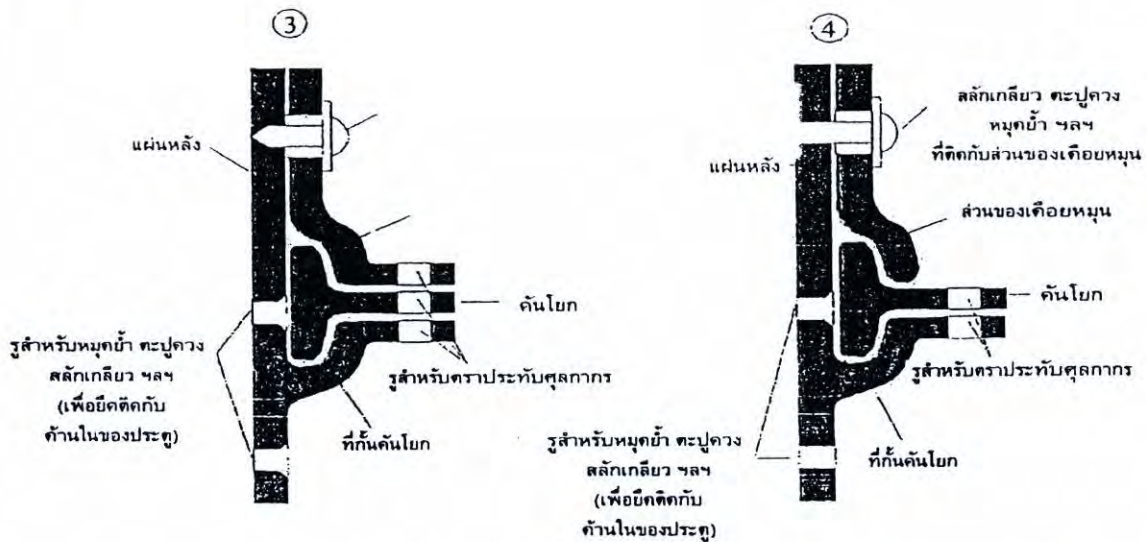 3
แผ่นหลัง
คันโยก
รูสำหรับหมุดย้ำ ตะปูควง
สลักเกลียว ฯลฯ
(เพื่อยึดติดกับ
ด้านในของประตู)
รูสำหรับตราประทับศุลกากร
ที่กั้นคันโยก
4
สลักเกลียว ตะปูควง
หมุดย้ำ ฯลฯ
ที่ติดกับส่วนของเดือยหมุน
แผ่นหลัง
ส่วนของเดือยหมุน
คันโยก
รูสำหรับตราประทับศุลกากร
รูสำหรับหมุดย้ำ ตะปูควง
สลักเกลียว ฯลฯ
(เพื่อยึดติดกับ
ด้านในของประตู)
ที่กั้นคันโยก